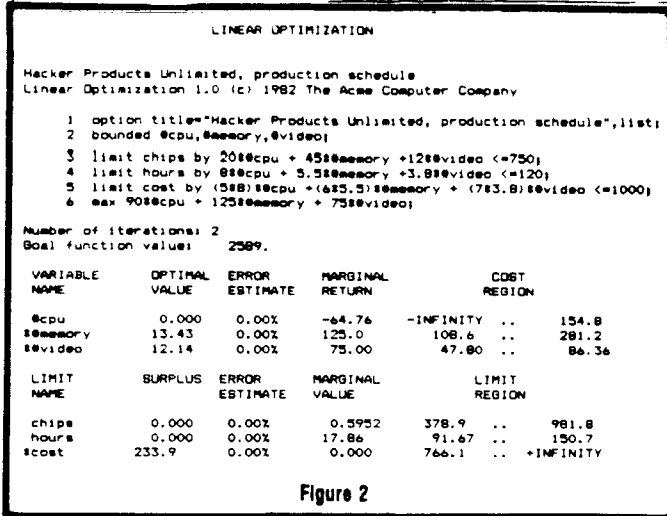 LINEAR OPTIMIZATION
Hacker Products Unlimited, production schedule
Linear Optimization 1.0 (c) 1982 The Acme Computer Company
1 option title="Hacker Products Unlimited, production schedule",list;
2 bounded @cpu,@memory,@video;
3 limit chips by 20*@cpu + 45*@memory +12*@video <=750;
4 limit hours by 8*@cpu + 5.5*@memory +3.8*@video <=120;
5 limit cost by (5*8)*@cpu +(6*5.5)*@memory + (7*3.8)*@video <=1000;
6 max 90*@cpu + 125*@memory + 75*@video;
Number of iterations: 2
Goal function value: 2589.
VARIABLE OPTIMAL ERROR MARGINAL COST
NAME VALUE ESTIMATE RETURN REGION
@cpu 0.000 0.00% -64.76 -INFINITY .. 154.8
*@memory 13.43 0.00% 125.0 108.6 .. 281.2
*@video 12.14 0.00% 75.00 47.80 .. 86.36
LIMIT SURPLUS ERROR MARGINAL LIMIT
NAME ESTIMATE VALUE REGION
chips 0.000 0.00% 0.5952 378.9 .. 981.8
hours 0.000 0.00% 17.86 91.67 .. 150.7
*cost 233.9 0.00% 0.000 766.1 .. +INFINITY
Figure 2